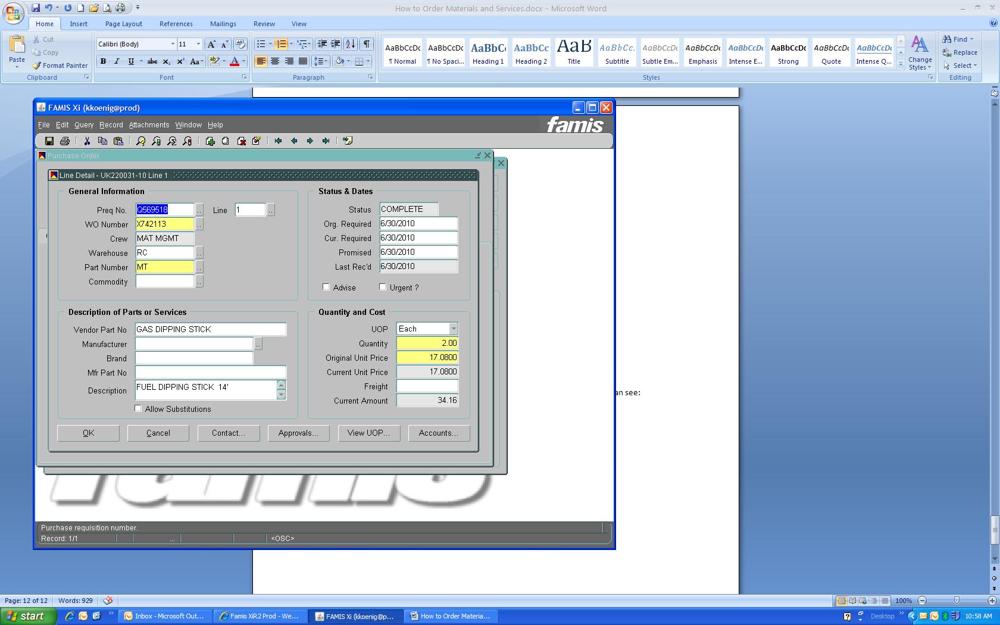 How to Order Materials and Services.docx - Microsoft Word
Home Insert Page Layout References Mailings Review View
Paste
Cut
Copy
Format Painter
Clipboard
Calibri (Body) 11
Font
Paragraph
AaBbCcDc AaBbCcDc AaBbCc AaBbCc AaB AaBbCc. AaBbCcDc AaBbCcDc AaBbCcDc AaBbCcDc AaBbCcDc AaBbCcDc
¶ Normal ¶ No Spaci... Heading 1 Heading 2 Title Subtitle Subtle Em... Emphasis Intense E... Strong Quote Intense Q...
Change Styles
Styles
Find
Replace
Select
Editing
FAMIS Xi (kkoenig@prod)
File Edit Query Record Attachments Window Help
famis
Purchase Order
Line Detail - UK220031-10 Line 1
General Information
Preq No. Q569518 .. Line 1 ..
WO Number X742113 ..
Crew MAT MGMT
Warehouse RC ..
Part Number MT ..
Commodity ..
Status & Dates
Status COMPLETE
Org. Required 6/30/2010
Cur. Required 6/30/2010
Promised 6/30/2010
Last Rec'd 6/30/2010
Advise Urgent ?
Description of Parts or Services
Vendor Part No GAS DIPPING STICK
Manufacturer ..
Brand
Mfr Part No
Description FUEL DIPPING STICK 14'
Allow Substitutions
Quantity and Cost
UOP Each
Quantity 2.00
Original Unit Price 17.0800
Current Unit Price 17.0800
Freight
Current Amount 34.16
OK Cancel Contact... Approvals... View UOP... Accounts...
an see:
famis
Purchase requisition number.
Record: 1/1 ... <OSC>
Page: 12 of 12 Words: 929 100%
start Inbox - Microsoft Out... Famis XiR2 Prod - We... FAMIS Xi (kkoenig@p... How to Order Materia... Desktop 10:58 AM